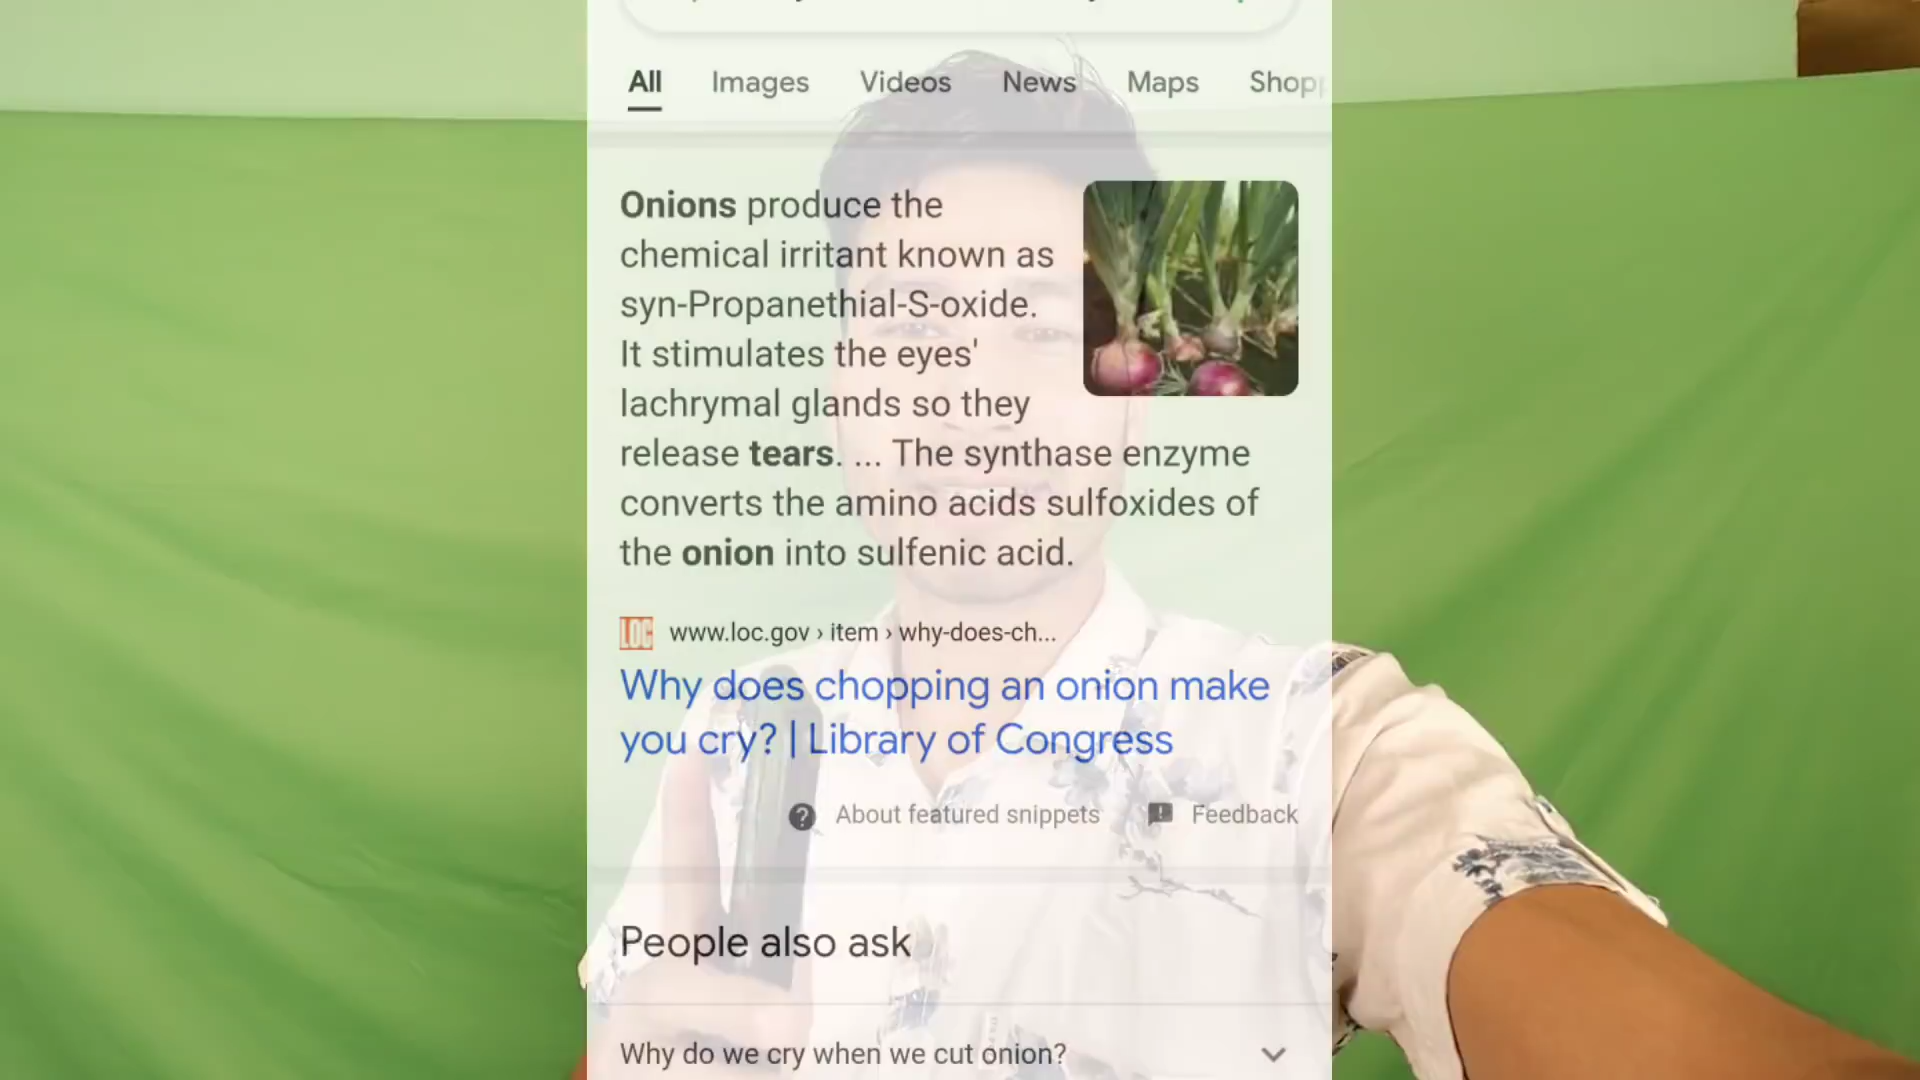 All Images Videos News Maps Shopp
Onions produce the
chemical irritant known as
syn-Propanethial-S-oxide.
It stimulates the eyes'
lachrymal glands so they
release tears. ... The synthase enzyme
converts the amino acids sulfoxides of
the onion into sulfenic acid.
LOC www.loc.gov › item › why-does-ch...
Why does chopping an onion make
you cry? | Library of Congress
About featured snippets Feedback
People also ask
Why do we cry when we cut onion?